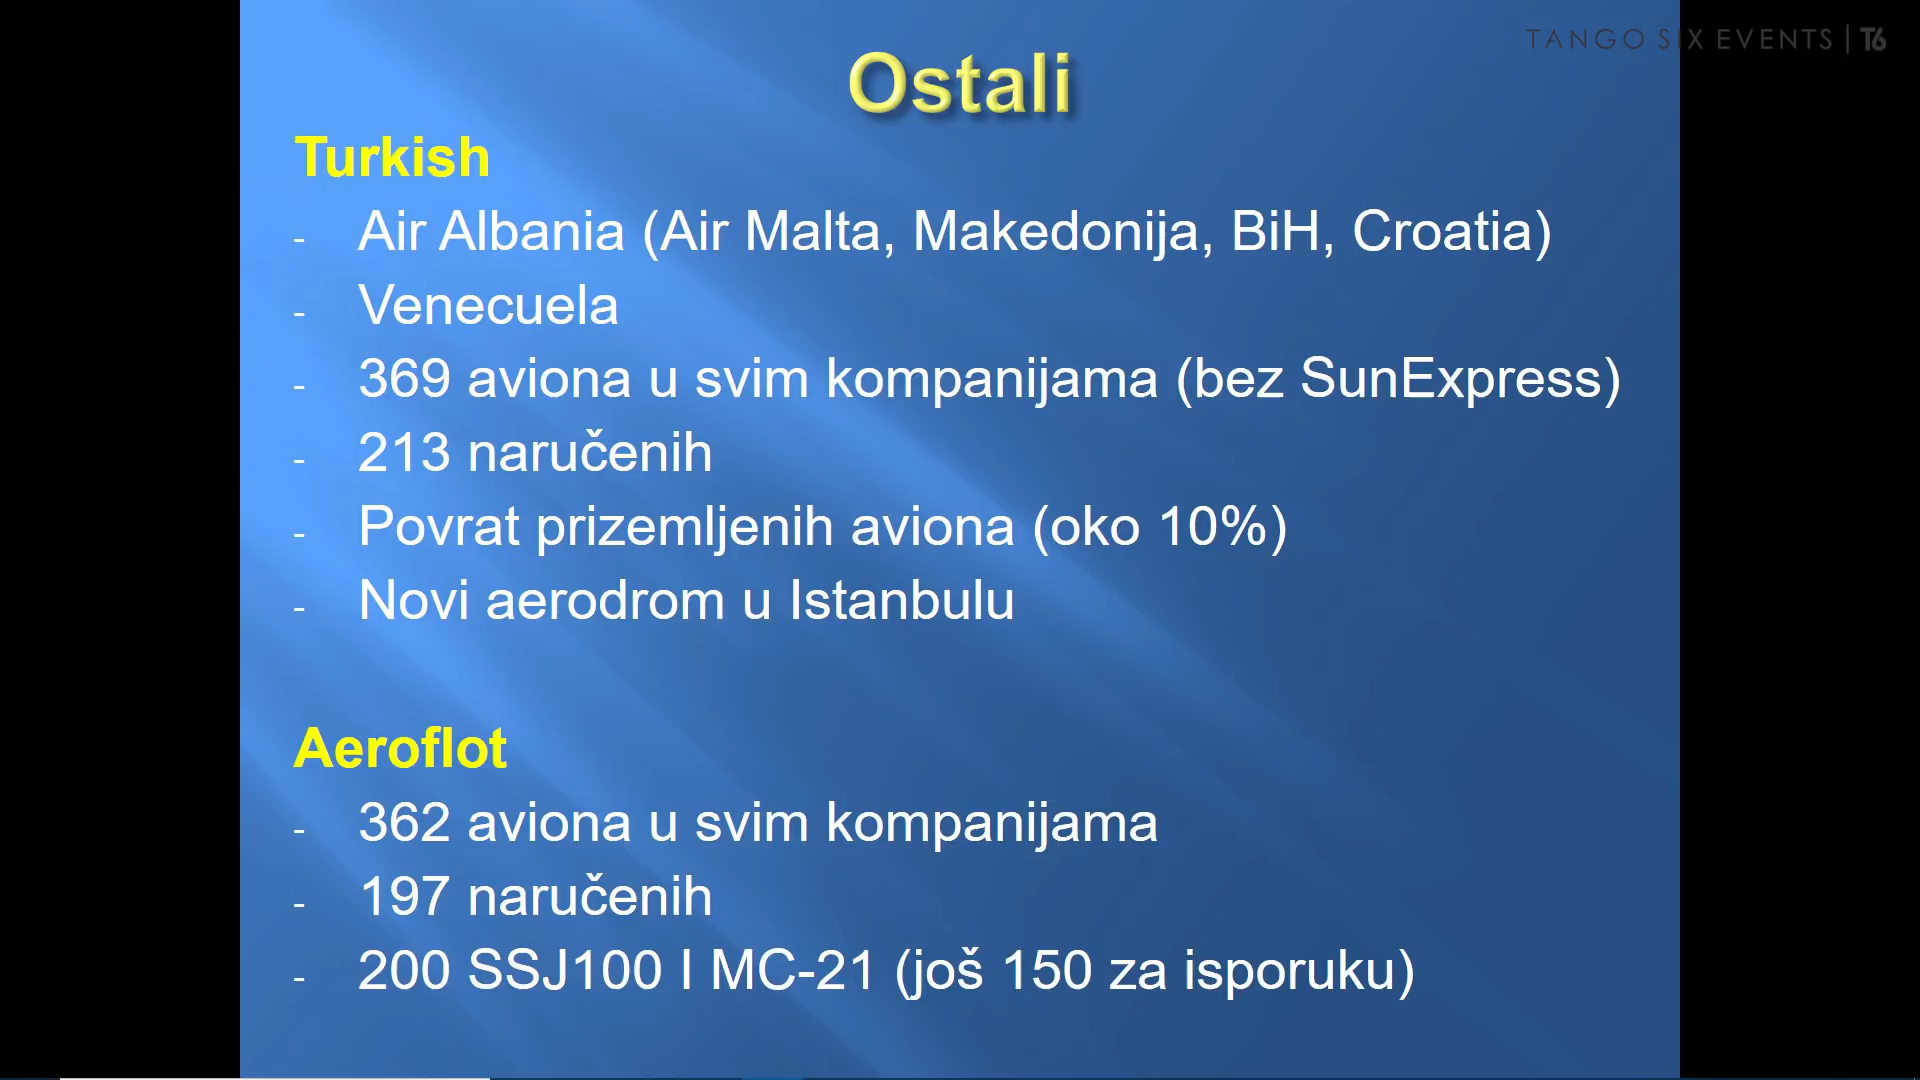 TANGO SIX EVENTS | T6
Ostali
Turkish
- Air Albania (Air Malta, Makedonija, BiH, Croatia)
- Venecuela
- 369 aviona u svim kompanijama (bez SunExpress)
- 213 naručenih
- Povrat prizemljenih aviona (oko 10%)
- Novi aerodrom u Istanbulu
Aeroflot
- 362 aviona u svim kompanijama
- 197 naručenih
- 200 SSJ100 I MC-21 (još 150 za isporuku)